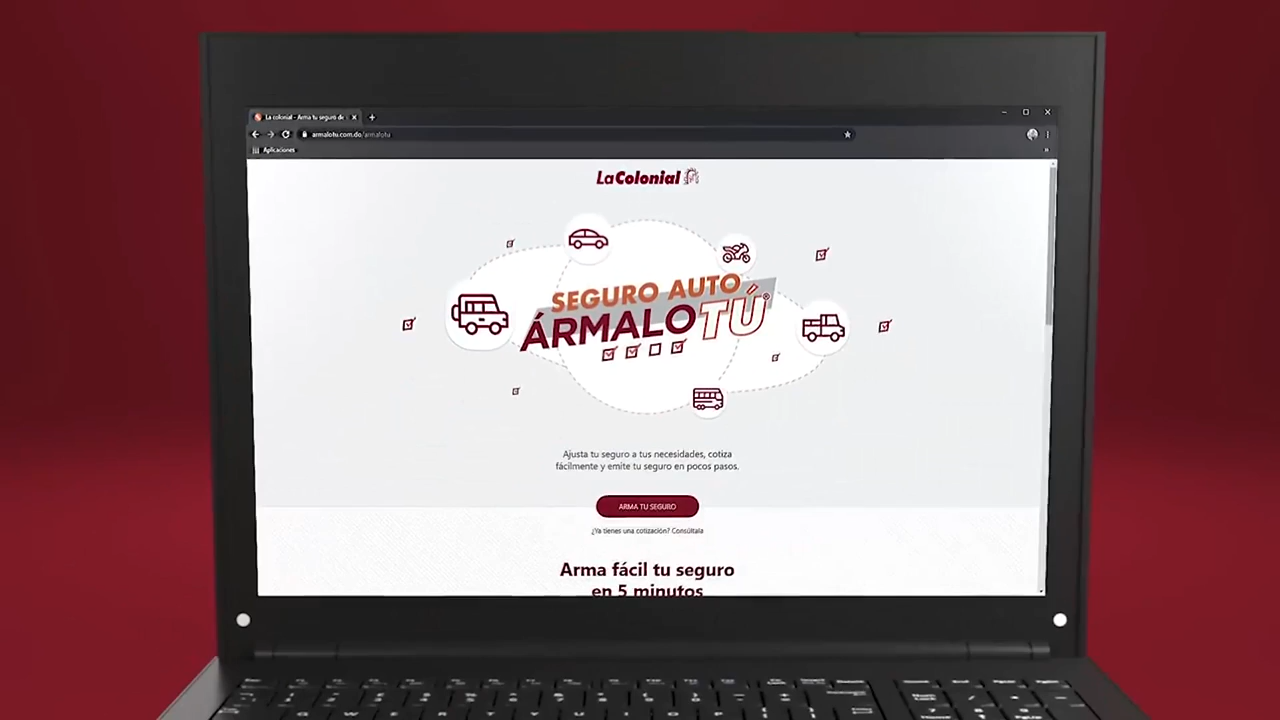 La colonial - Arma tu seguro de
armalotu.com.do/armalotu
Aplicaciones
LaColonial
SEGURO AUTO
ÁRMALOTÚ®
Ajusta tu seguro a tus necesidades, cotiza
fácilmente y emite tu seguro en pocos pasos.
ARMA TU SEGURO
¿Ya tienes una cotización? Consúltala
Arma fácil tu seguro
en 5 minutos